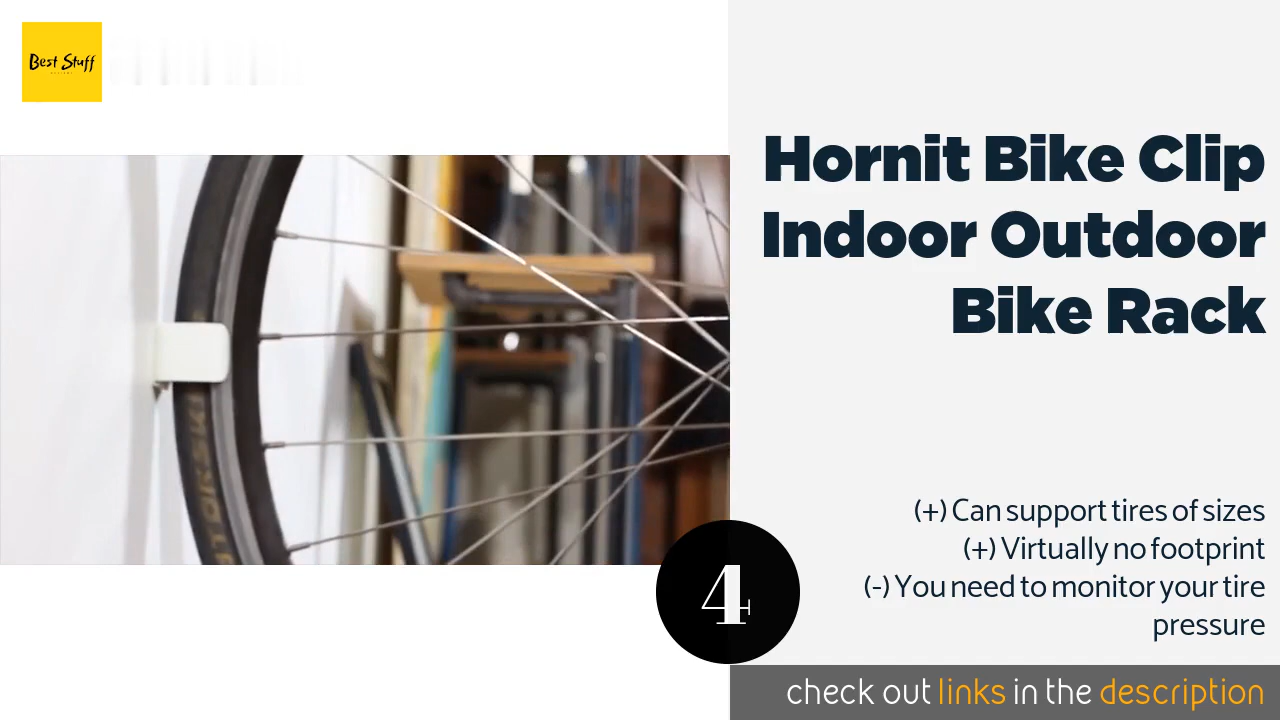 Best Stuff
Hornit Bike Clip
Indoor Outdoor
Bike Rack
(+) Can support tires of sizes
(+) Virtually no footprint
(-) You need to monitor your tire
pressure
4
check out links in the description